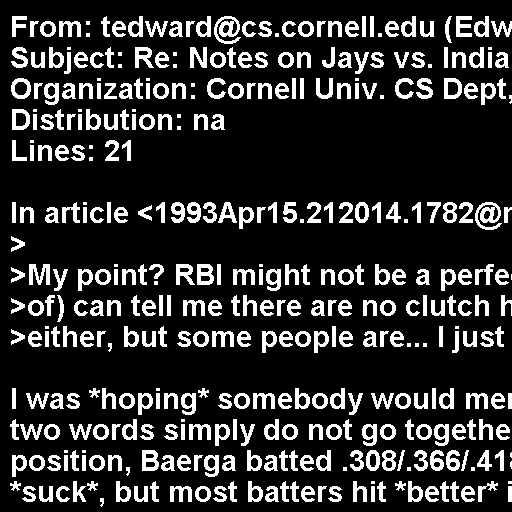 From: tedward@cs.cornell.edu (Edw
Subject: Re: Notes on Jays vs. India
Organization: Cornell Univ. CS Dept,
Distribution: na
Lines: 21

In article <1993Apr15.212014.1782@r
>
>My point? RBI might not be a perfe
>of) can tell me there are no clutch h
>either, but some people are... I just

I was *hoping* somebody would mer
two words simply do not go togethe
position, Baerga batted .308/.366/.418
*suck*, but most batters hit *better* i